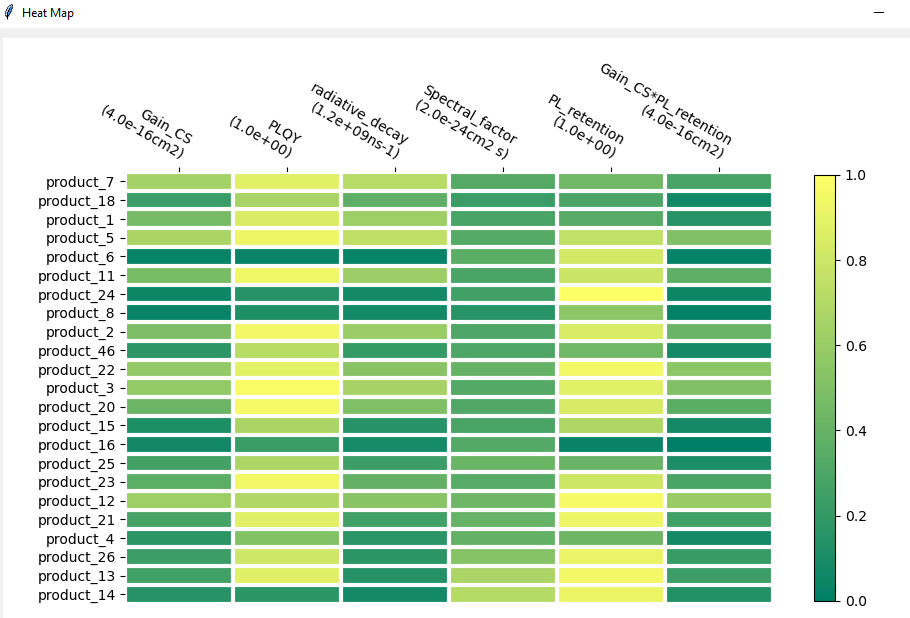 Heat Map
Gain_CS
(4.0e-16cm2)
PLQY
(1.0e+00)
radiative_decay
(1.2e+09ns-1)
Spectral_factor
(2.0e-24cm2 s)
PL_retention
(1.0e+00)
Gain_CS*PL_retention
(4.0e-16cm2)
product_7
product_18
product_1
product_5
product_6
product_11
product_24
product_8
product_2
product_46
product_22
product_3
product_20
product_15
product_16
product_25
product_23
product_12
product_21
product_4
product_26
product_13
product_14
1.0
0.8
0.6
0.4
0.2
0.0